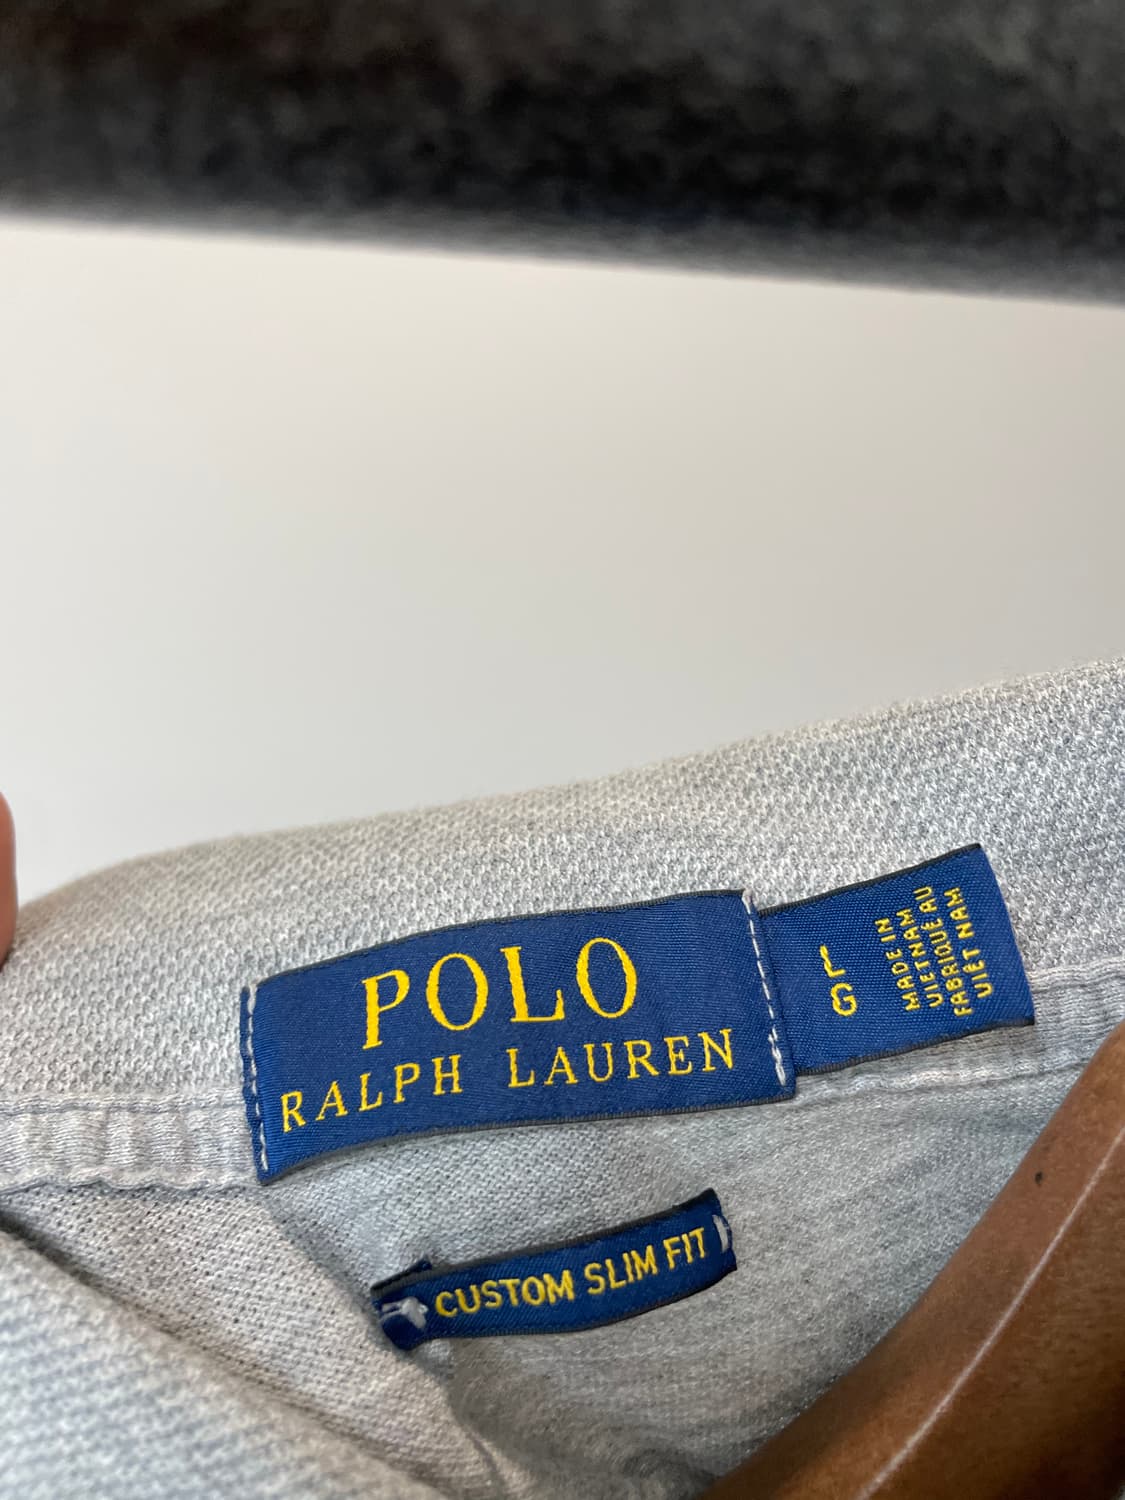 POLO
RALPH LAUREN
L
G
MADE IN
VIETNAM
FABRIQUÉ AU
VIÊT NAM
CUSTOM SLIM FIT